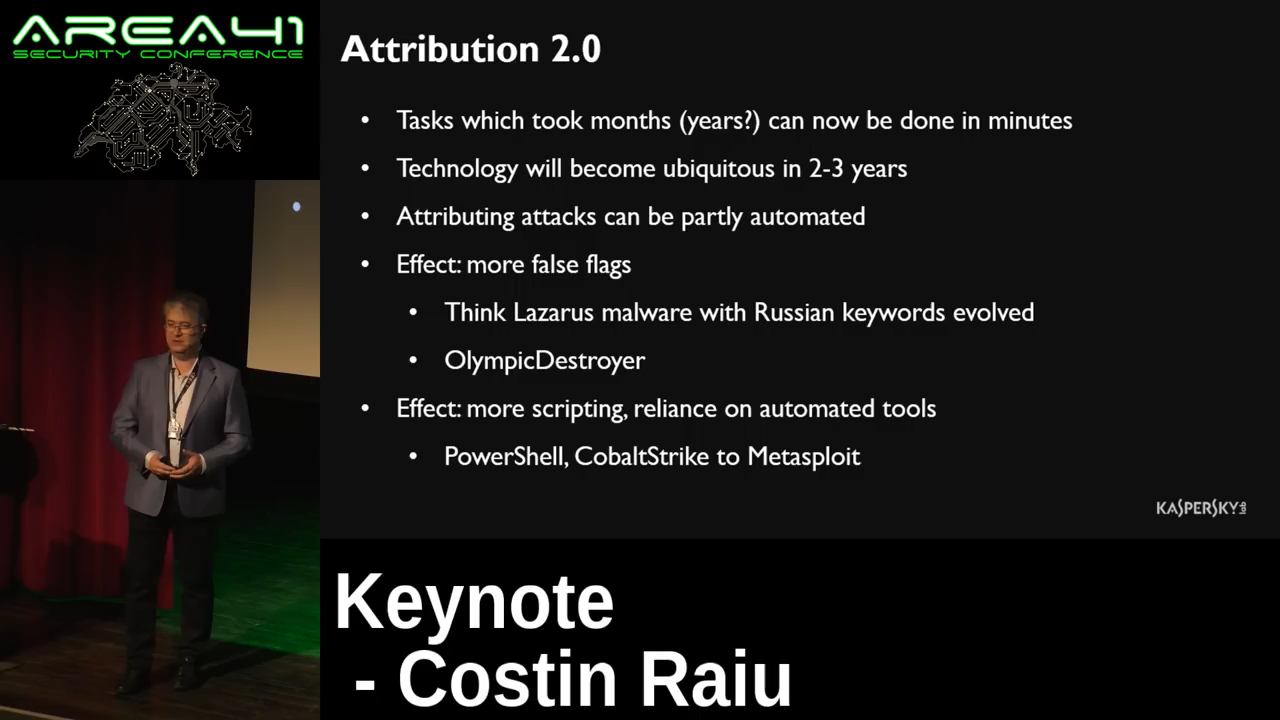 AREA41
SECURITY CONFERENCE
Attribution 2.0
• Tasks which took months (years?) can now be done in minutes
• Technology will become ubiquitous in 2-3 years
• Attributing attacks can be partly automated
• Effect: more false flags
• Think Lazarus malware with Russian keywords evolved
• OlympicDestroyer
• Effect: more scripting, reliance on automated tools
• PowerShell, CobaltStrike to Metasploit
KASPERSKY lab
Keynote
- Costin Raiu